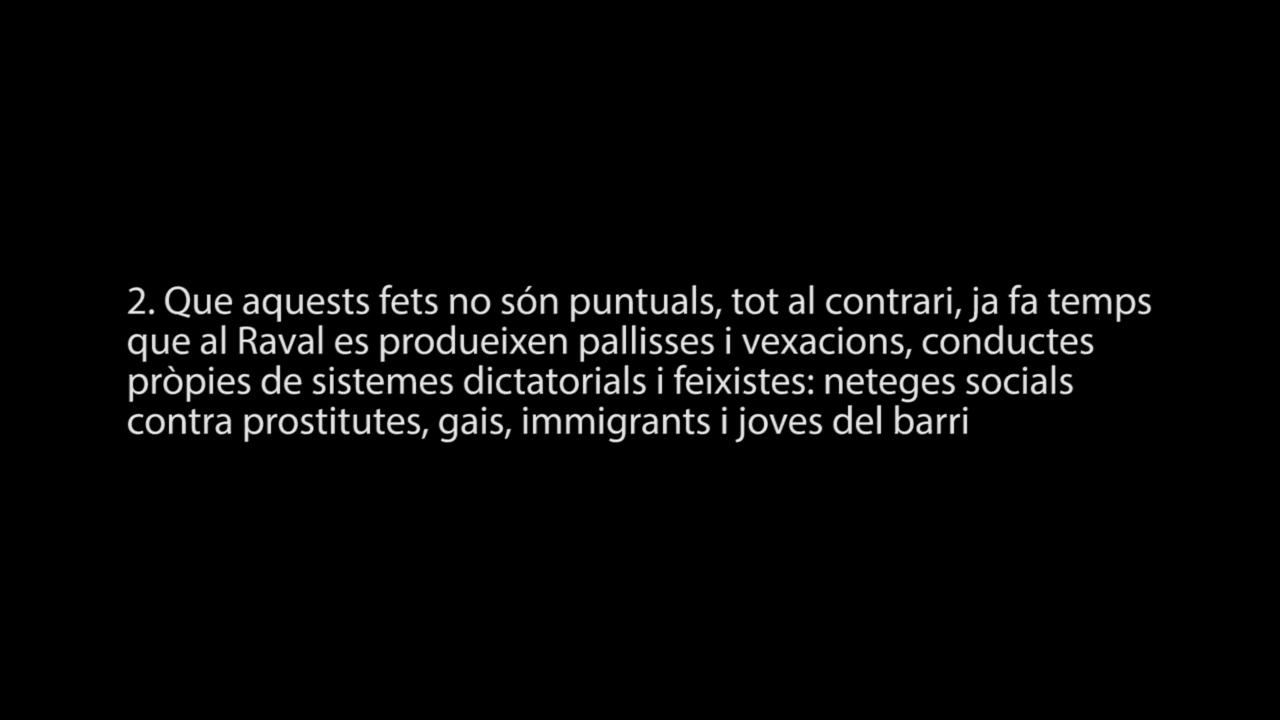 2. Que aquests fets no són puntuals, tot al contrari, ja fa temps
que al Raval es produeixen pallisses i vexacions, conductes
pròpies de sistemes dictatorials i feixistes: neteges socials
contra prostitutes, gais, immigrants i joves del barri